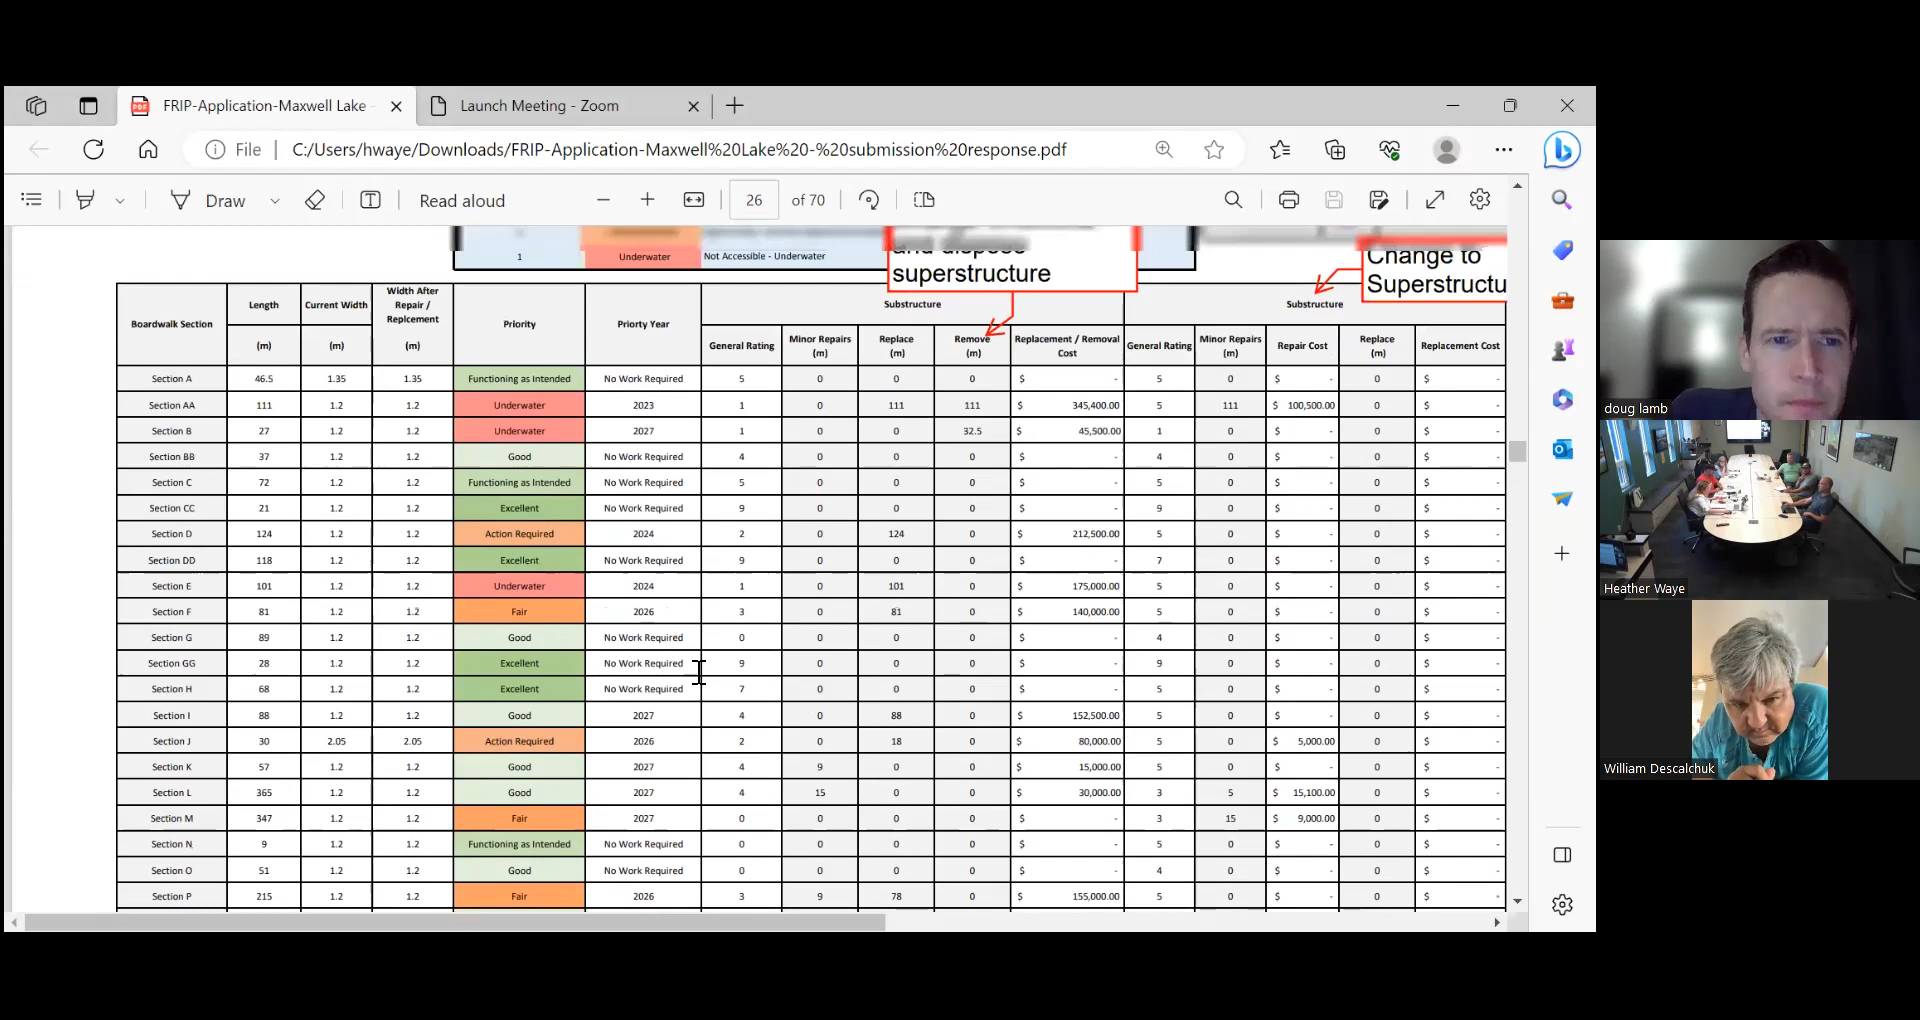 FRIP-Application-Maxwell Lake -
Launch Meeting - Zoom
File
C:/Users/hwaye/Downloads/FRIP-Application-Maxwell%20Lake%20-%20submission%20response.pdf
Draw
Read aloud
26 of 70
1 Underwater Not Accessible - Underwater
and dispose
superstructure
Change to
Superstructu
Boardwalk Section Length (m) Current Width (m) Width After Repair / Replcement (m) Priority Priorty Year Substructure Substructure
General Rating Minor Repairs (m) Replace (m) Remove (m) Replacement / Removal Cost General Rating Minor Repairs (m) Repair Cost Replace (m) Replacement Cost
Section A 46.5 1.35 1.35 Functioning as Intended No Work Required 5 0 0 0 $ - 5 0 $ - 0 $ -
Section AA 111 1.2 1.2 Underwater 2023 1 0 111 111 $ 345,400.00 5 111 $ 100,500.00 0 $ -
Section B 27 1.2 1.2 Underwater 2027 1 0 0 32.5 $ 45,500.00 1 0 $ - 0 $ -
Section BB 37 1.2 1.2 Good No Work Required 4 0 0 0 $ - 4 0 $ - 0 $ -
Section C 72 1.2 1.2 Functioning as Intended No Work Required 5 0 0 0 $ - 5 0 $ - 0 $ -
Section CC 21 1.2 1.2 Excellent No Work Required 9 0 0 0 $ - 9 0 $ - 0 $ -
Section D 124 1.2 1.2 Action Required 2024 2 0 124 0 $ 212,500.00 5 0 $ - 0 $ -
Section DD 118 1.2 1.2 Excellent No Work Required 9 0 0 0 $ - 7 0 $ - 0 $ -
Section E 101 1.2 1.2 Underwater 2024 1 0 101 0 $ 175,000.00 5 0 $ - 0 $ -
Section F 81 1.2 1.2 Fair 2026 3 0 81 0 $ 140,000.00 5 0 $ - 0 $ -
Section G 89 1.2 1.2 Good No Work Required 0 0 0 0 $ - 4 0 $ - 0 $ -
Section GG 28 1.2 1.2 Excellent No Work Required 9 0 0 0 $ - 9 0 $ - 0 $ -
Section H 68 1.2 1.2 Excellent No Work Required 7 0 0 0 $ - 5 0 $ - 0 $ -
Section I 88 1.2 1.2 Good 2027 4 0 88 0 $ 152,500.00 5 0 $ - 0 $ -
Section J 30 2.05 2.05 Action Required 2026 2 0 18 0 $ 80,000.00 5 0 $ 5,000.00 0 $ -
Section K 57 1.2 1.2 Good 2027 4 9 0 0 $ 15,000.00 5 0 $ - 0 $ -
Section L 365 1.2 1.2 Good 2027 4 15 0 0 $ 30,000.00 3 5 $ 15,100.00 0 $ -
Section M 347 1.2 1.2 Fair 2027 0 0 0 0 $ - 3 15 $ 9,000.00 0 $ -
Section N 9 1.2 1.2 Functioning as Intended No Work Required 0 0 0 0 $ - 5 0 $ - 0 $ -
Section O 51 1.2 1.2 Good No Work Required 0 0 0 0 $ - 4 0 $ - 0 $ -
Section P 215 1.2 1.2 Fair 2026 3 9 78 0 $ 155,000.00 5 0 $ - 0 $ -
doug lamb
Heather Waye
William Descalchuk